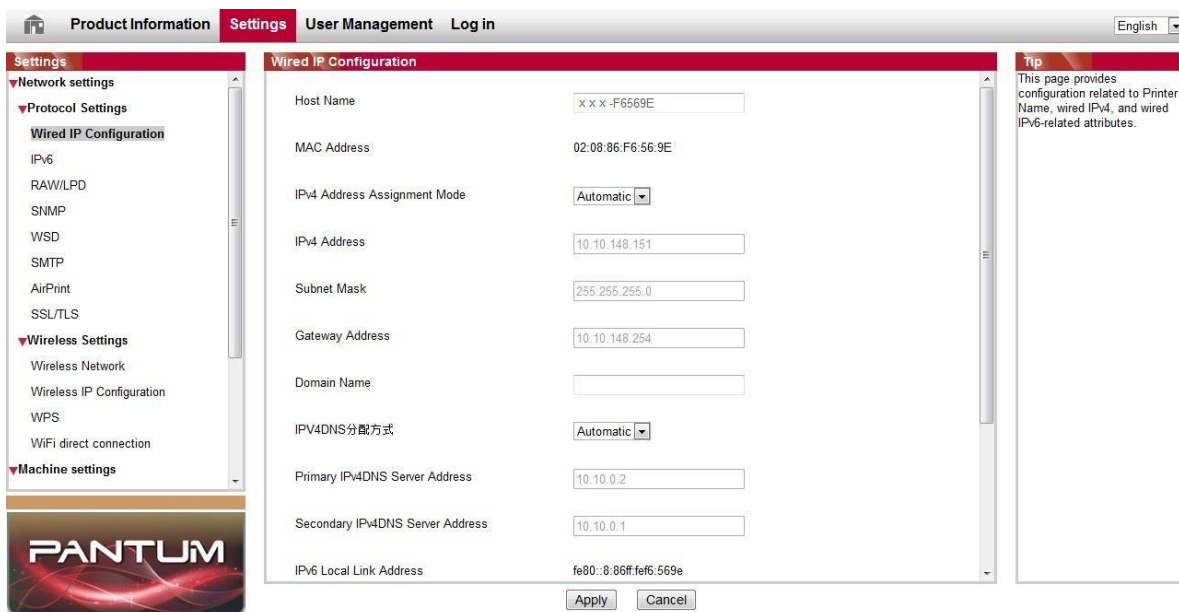 Product Information Settings User Management Log in English
Settings
Network settings
Protocol Settings
Wired IP Configuration
IPv6
RAW/LPD
SNMP
WSD
SMTP
AirPrint
SSL/TLS
Wireless Settings
Wireless Network
Wireless IP Configuration
WPS
WiFi direct connection
Machine settings
PANTUM
Wired IP Configuration
Host Name x x x -F6569E
MAC Address 02:08:86:F6:56:9E
IPv4 Address Assignment Mode Automatic
IPv4 Address 10.10.148.151
Subnet Mask 255.255.255.0
Gateway Address 10.10.148.254
Domain Name
IPV4DNS分配方式 Automatic
Primary IPv4DNS Server Address 10.10.0.2
Secondary IPv4DNS Server Address 10.10.0.1
IPv6 Local Link Address fe80::8:86ff:fef6:569e
Apply Cancel
Tip
This page provides
configuration related to Printer
Name, wired IPv4, and wired
IPv6-related attributes.